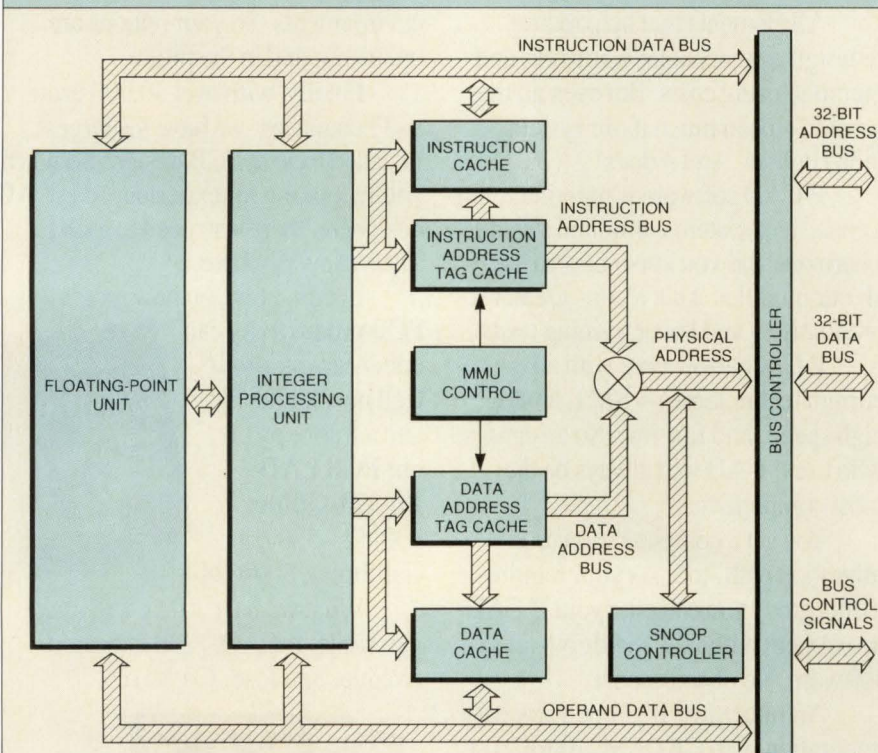 INSTRUCTION DATA BUS
32-BIT
ADDRESS
BUS
INSTRUCTION
CACHE
INSTRUCTION
ADDRESS BUS
INSTRUCTION
ADDRESS
TAG CACHE
FLOATING-POINT
UNIT
INTEGER
PROCESSING
UNIT
MMU
CONTROL
PHYSICAL
ADDRESS
BUS CONTROLLER
32-BIT
DATA
BUS
DATA
ADDRESS
TAG CACHE
DATA
ADDRESS
BUS
DATA
CACHE
SNOOP
CONTROLLER
BUS
CONTROL
SIGNALS
OPERAND DATA BUS